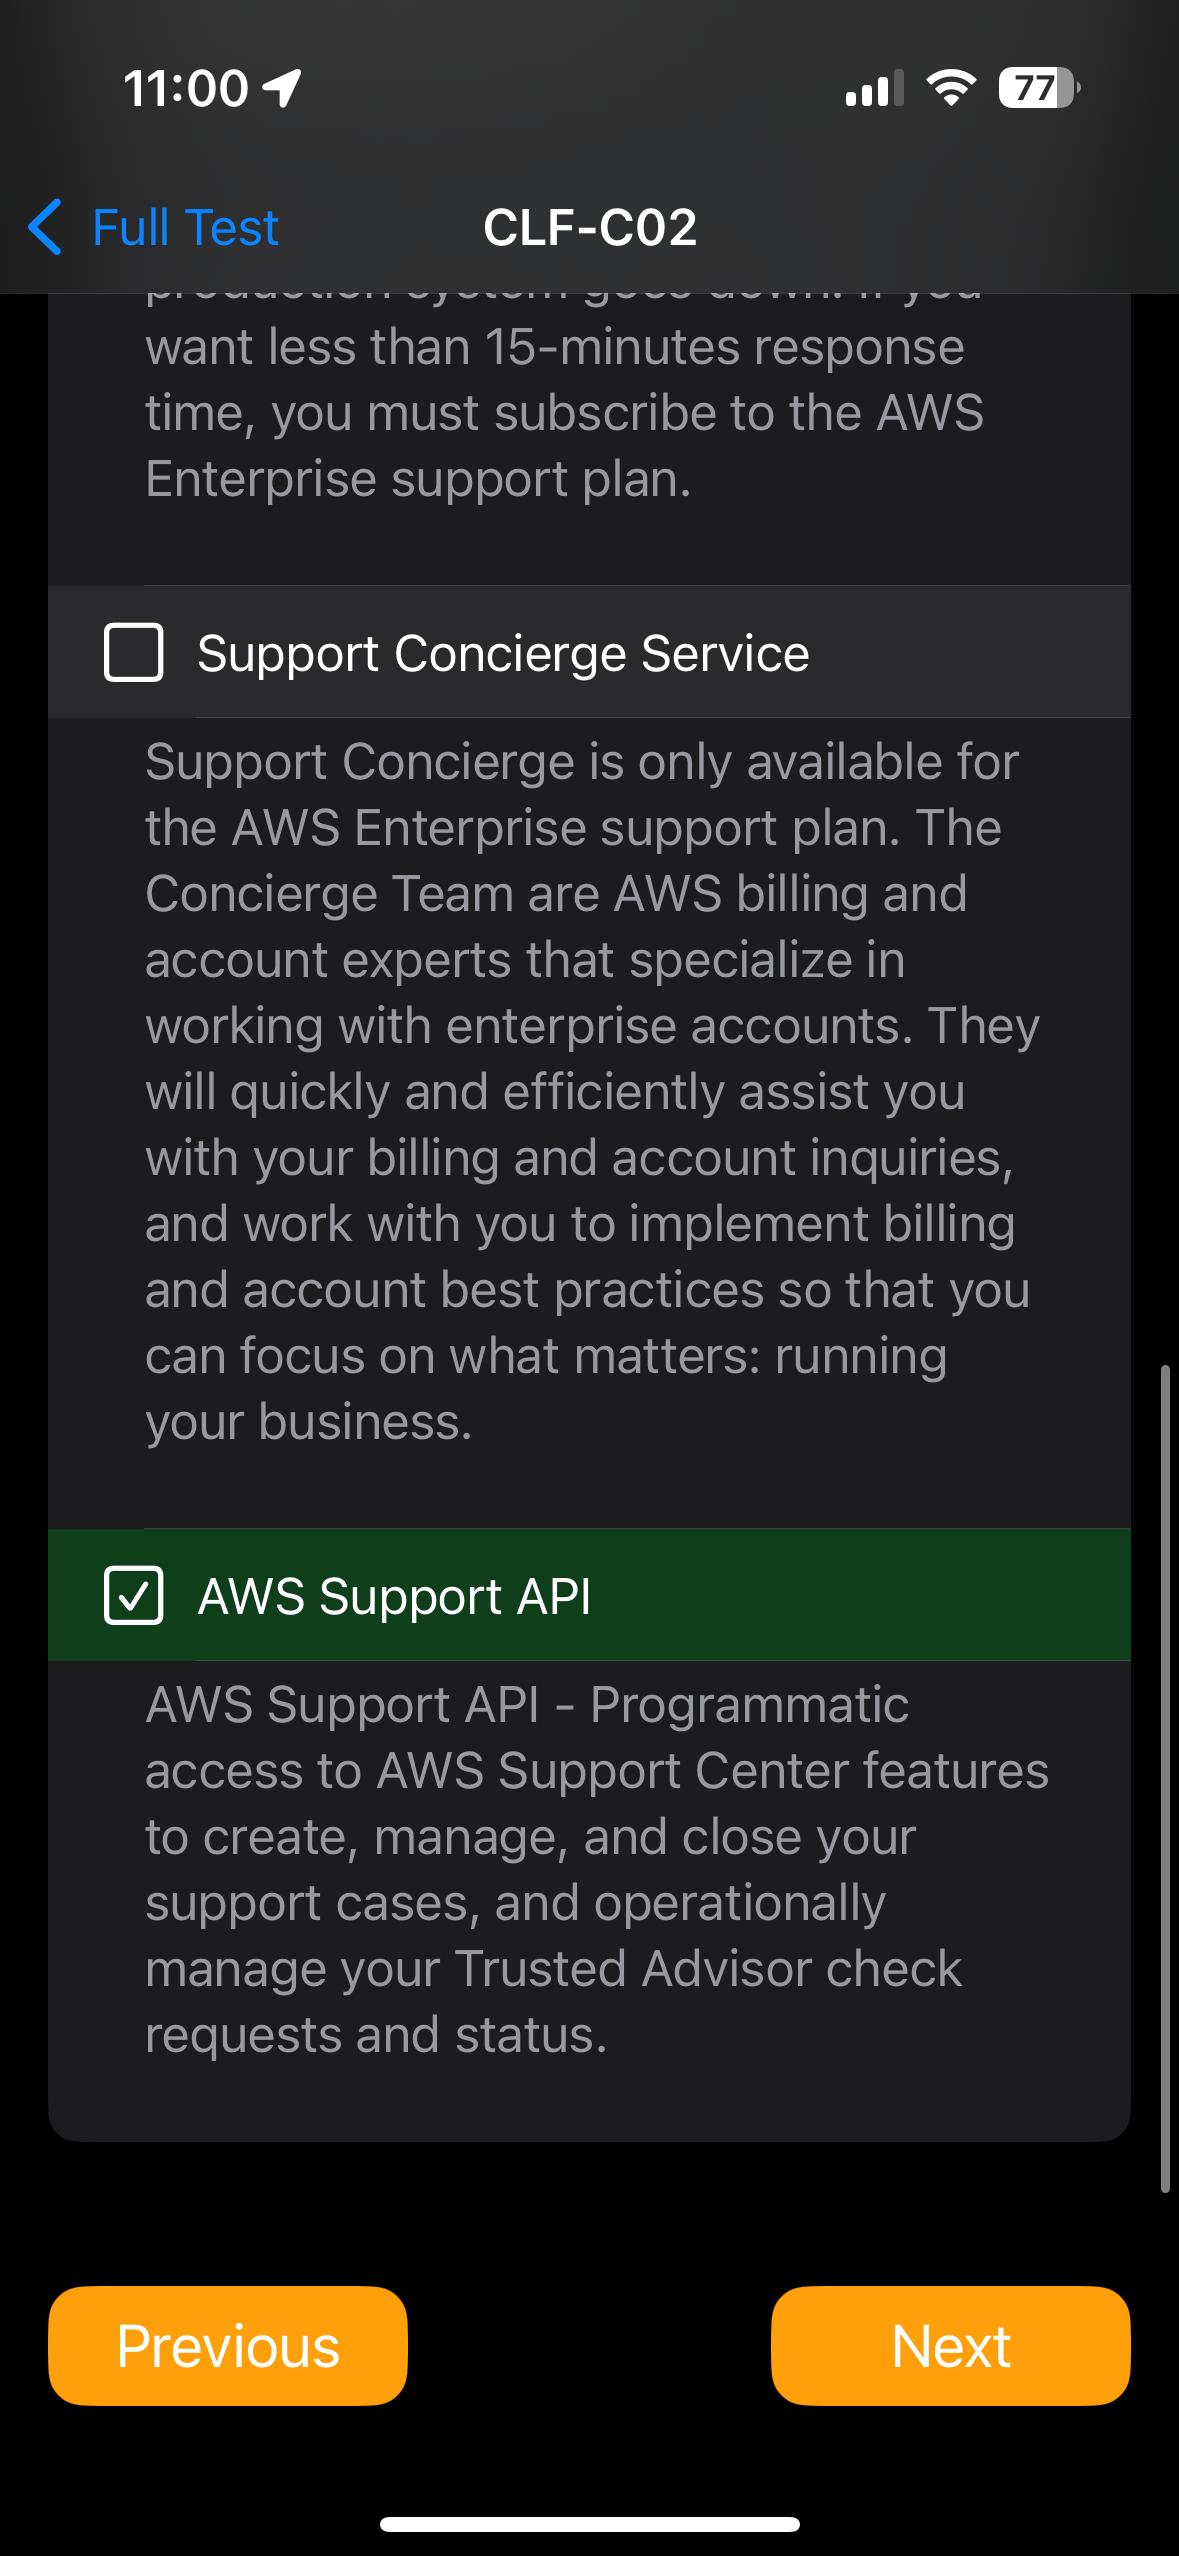 11:00
77
Full Test
CLF-C02
production system goes down. If you
want less than 15-minutes response
time, you must subscribe to the AWS
Enterprise support plan.
Support Concierge Service
Support Concierge is only available for
the AWS Enterprise support plan. The
Concierge Team are AWS billing and
account experts that specialize in
working with enterprise accounts. They
will quickly and efficiently assist you
with your billing and account inquiries,
and work with you to implement billing
and account best practices so that you
can focus on what matters: running
your business.
AWS Support API
AWS Support API - Programmatic
access to AWS Support Center features
to create, manage, and close your
support cases, and operationally
manage your Trusted Advisor check
requests and status.
Previous
Next